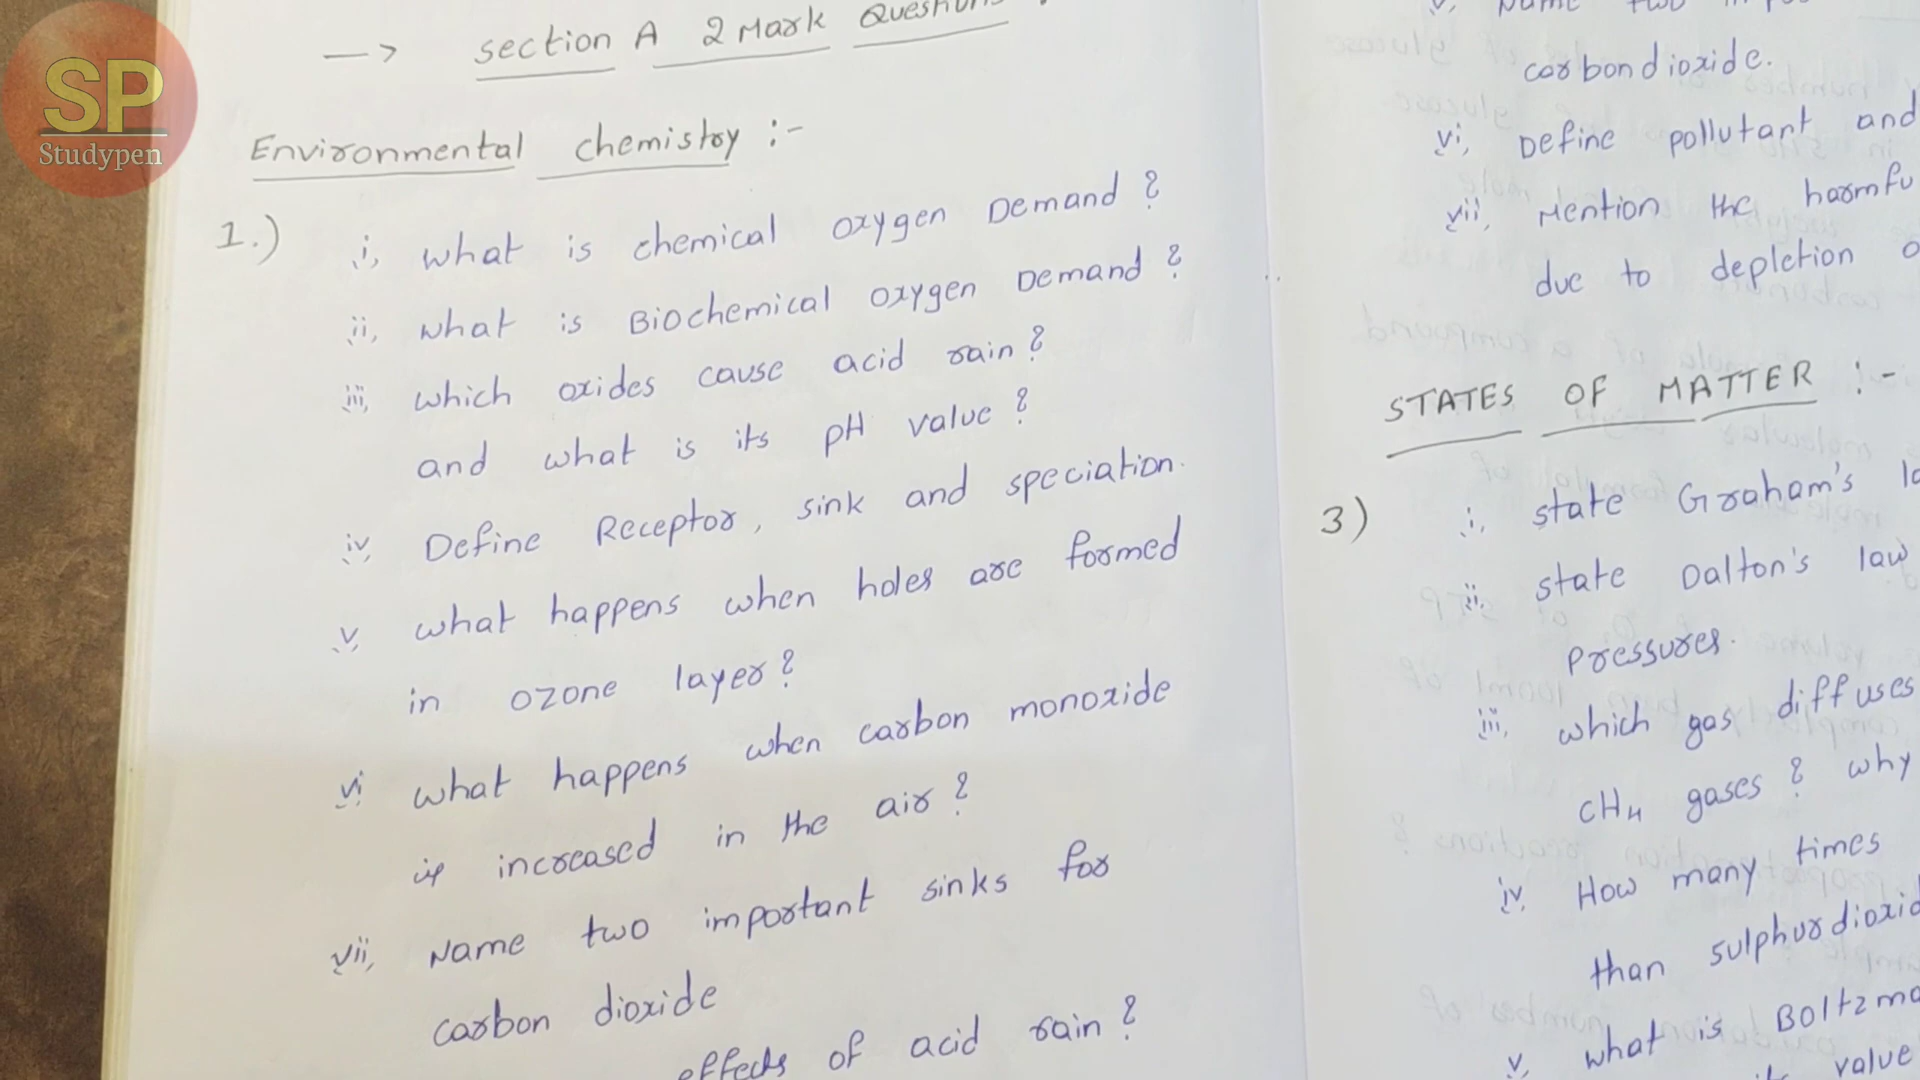 SP
Studypen
—> section A 2 Mark Questions
Environmental chemistry :-
1.) i, what is chemical oxygen Demand ?
ii, what is Biochemical oxygen Demand ?
iii, which oxides cause acid rain ?
and what is its pH value ?
iv, Define Receptor, sink and speciation.
v, what happens when holes are formed
in ozone layer ?
vi what happens when carbon monoxide
is increased in the air ?
vii, Name two important sinks for
carbon dioxide
effects of acid rain ?
v, Name two
carbondioxide.
vi, Define pollutant and
vii, Mention the
due to depletion
STATES OF MATTER :-
3) i, state Graham's
ii, state Dalton's law
pressures.
iii, which gas diffuses
CH4 gases ? why
iv, How many times
than
v, what is
value